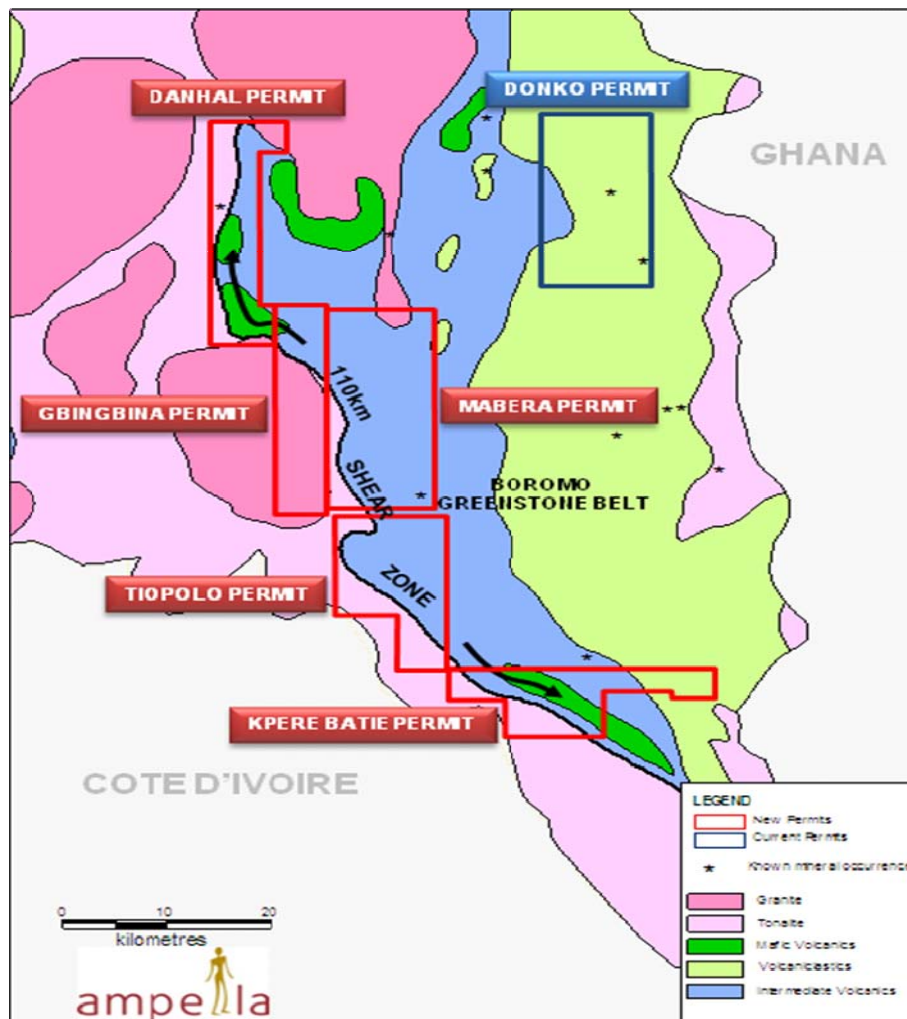 DANHAL PERMIT
DONKO PERMIT
GHANA
GBINGBINA PERMIT
110km
SHEAR
ZONE
MABERA PERMIT
BOROMO
GREENSTONE BELT
TIOPOLO PERMIT
KPERE BATIE PERMIT
COTE D'IVOIRE
LEGEND
New Permits
Current Permits
* Known mineral occurrence
Granite
Tonalite
Mafic Volcanics
Volcaniclastics
Intermediate Volcanics
0 10 20
kilometres
ampella